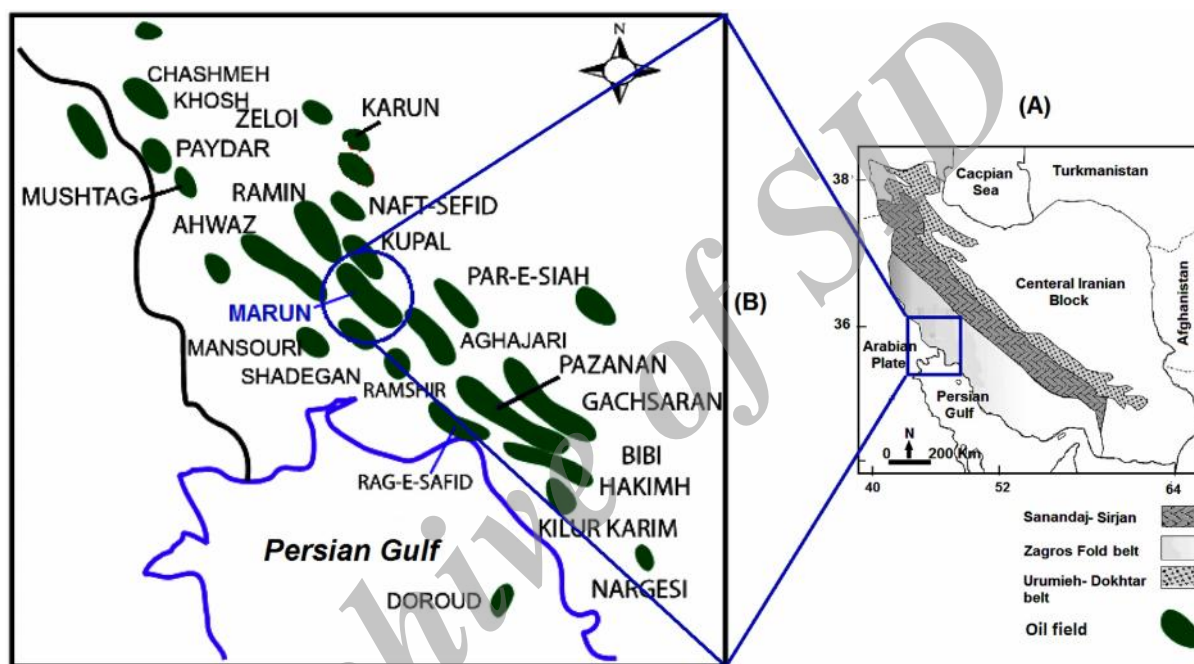 N
CHASHMEH
KHOSH
ZELOI
KARUN
PAYDAR
MUSHTAG
RAMIN
NAFT-SEFID
AHWAZ
KUPAL
PAR-E-SIAH
MARUN
MANSOURI
AGHAJARI
SHADEGAN
PAZANAN
RAMSHIR
GACHSARAN
RAG-E-SAFID
BIBI
HAKIMH
KILUR KARIM
Persian Gulf
NARGESI
DOROUD
(A)
(B)
38
Cacpian
Sea
Turkmanistan
Centeral Iranian
Block
Afghanistan
36
Arabian
Plate
Persian
Gulf
N
0 200 Km
40 52 64
Sanandaj- Sirjan
Zagros Fold belt
Urumieh- Dokhtar
belt
Oil field
Archive of SID